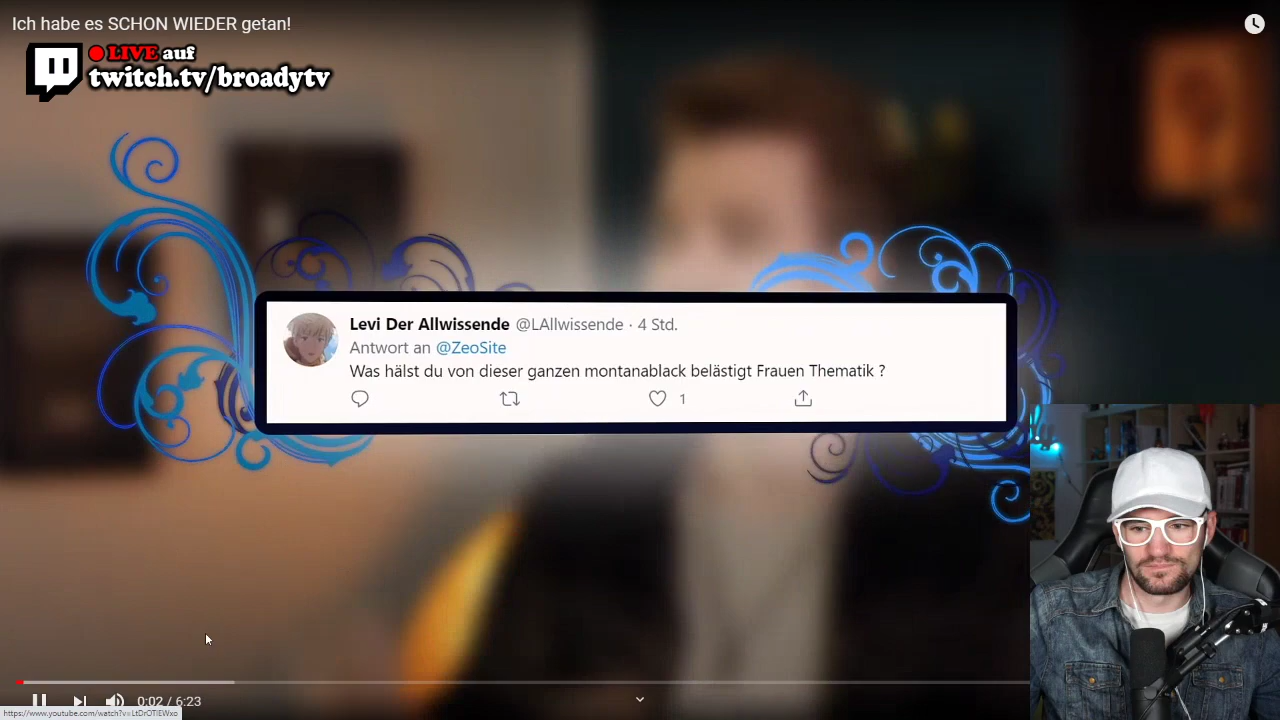 Ich habe es SCHON WIEDER getan!
LIVE auf
twitch.tv/broadytv
Levi Der Allwissende @LAllwissende · 4 Std.
Antwort an @ZeoSite
Was hälst du von dieser ganzen montanablack belästigt Frauen Thematik ?
1
0:02 / 6:23